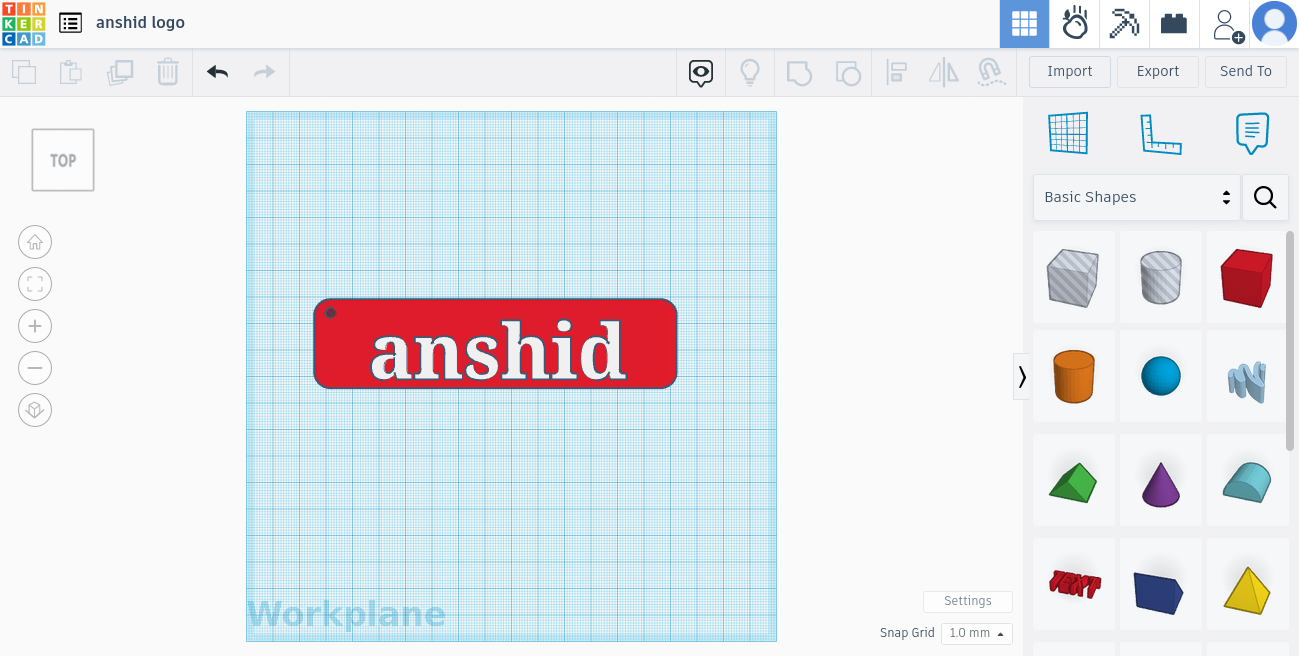 TIN
KER
CAD
anshid logo
Import
Export
Send To
TOP
Basic Shapes
anshid
TEXT
Workplane
Settings
Snap Grid
1.0 mm